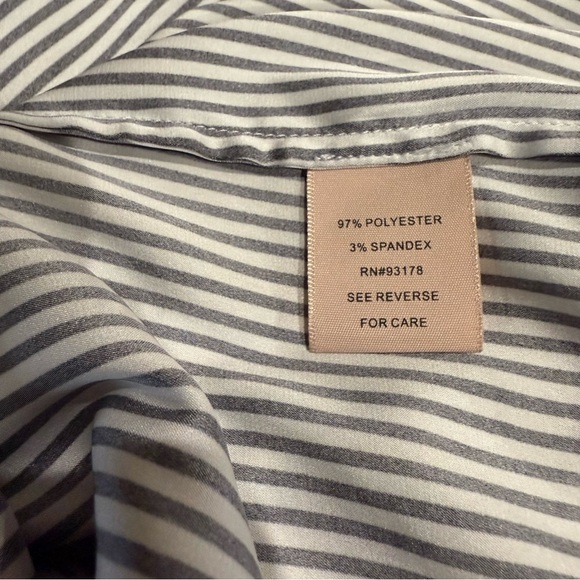 97% POLYESTER
3% SPANDEX
RN#93178
SEE REVERSE
FOR CARE